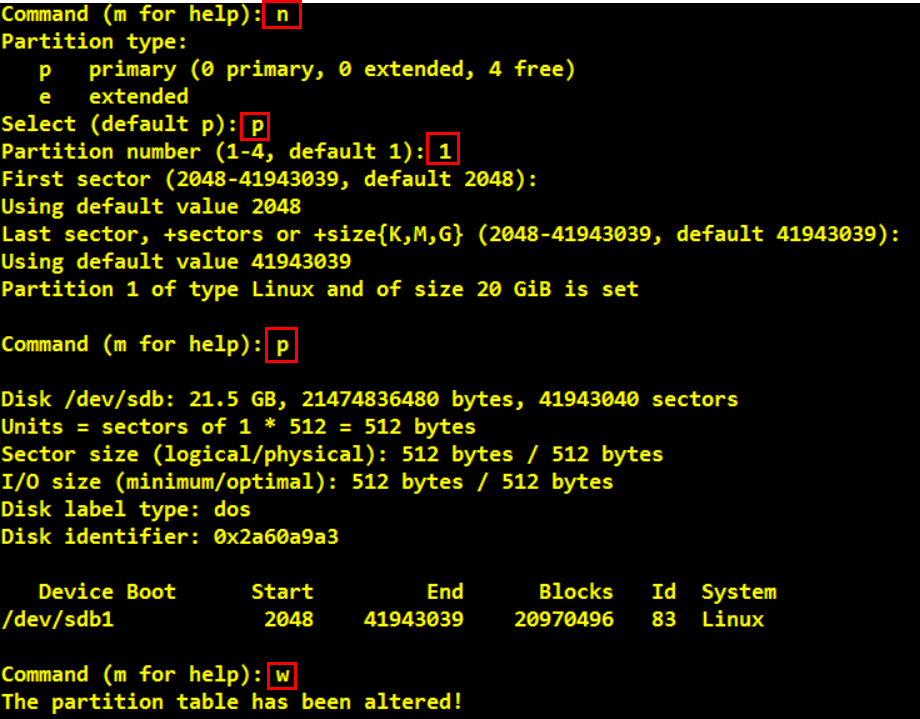 Command (m for help): n
Partition type:
   p   primary (0 primary, 0 extended, 4 free)
   e   extended
Select (default p): p
Partition number (1-4, default 1): 1
First sector (2048-41943039, default 2048):
Using default value 2048
Last sector, +sectors or +size{K,M,G} (2048-41943039, default 41943039):
Using default value 41943039
Partition 1 of type Linux and of size 20 GiB is set
Command (m for help): p
Disk /dev/sdb: 21.5 GB, 21474836480 bytes, 41943040 sectors
Units = sectors of 1 * 512 = 512 bytes
Sector size (logical/physical): 512 bytes / 512 bytes
I/O size (minimum/optimal): 512 bytes / 512 bytes
Disk label type: dos
Disk identifier: 0x2a60a9a3
   Device Boot      Start         End      Blocks   Id  System
/dev/sdb1            2048    41943039    20970496   83  Linux
Command (m for help): w
The partition table has been altered!